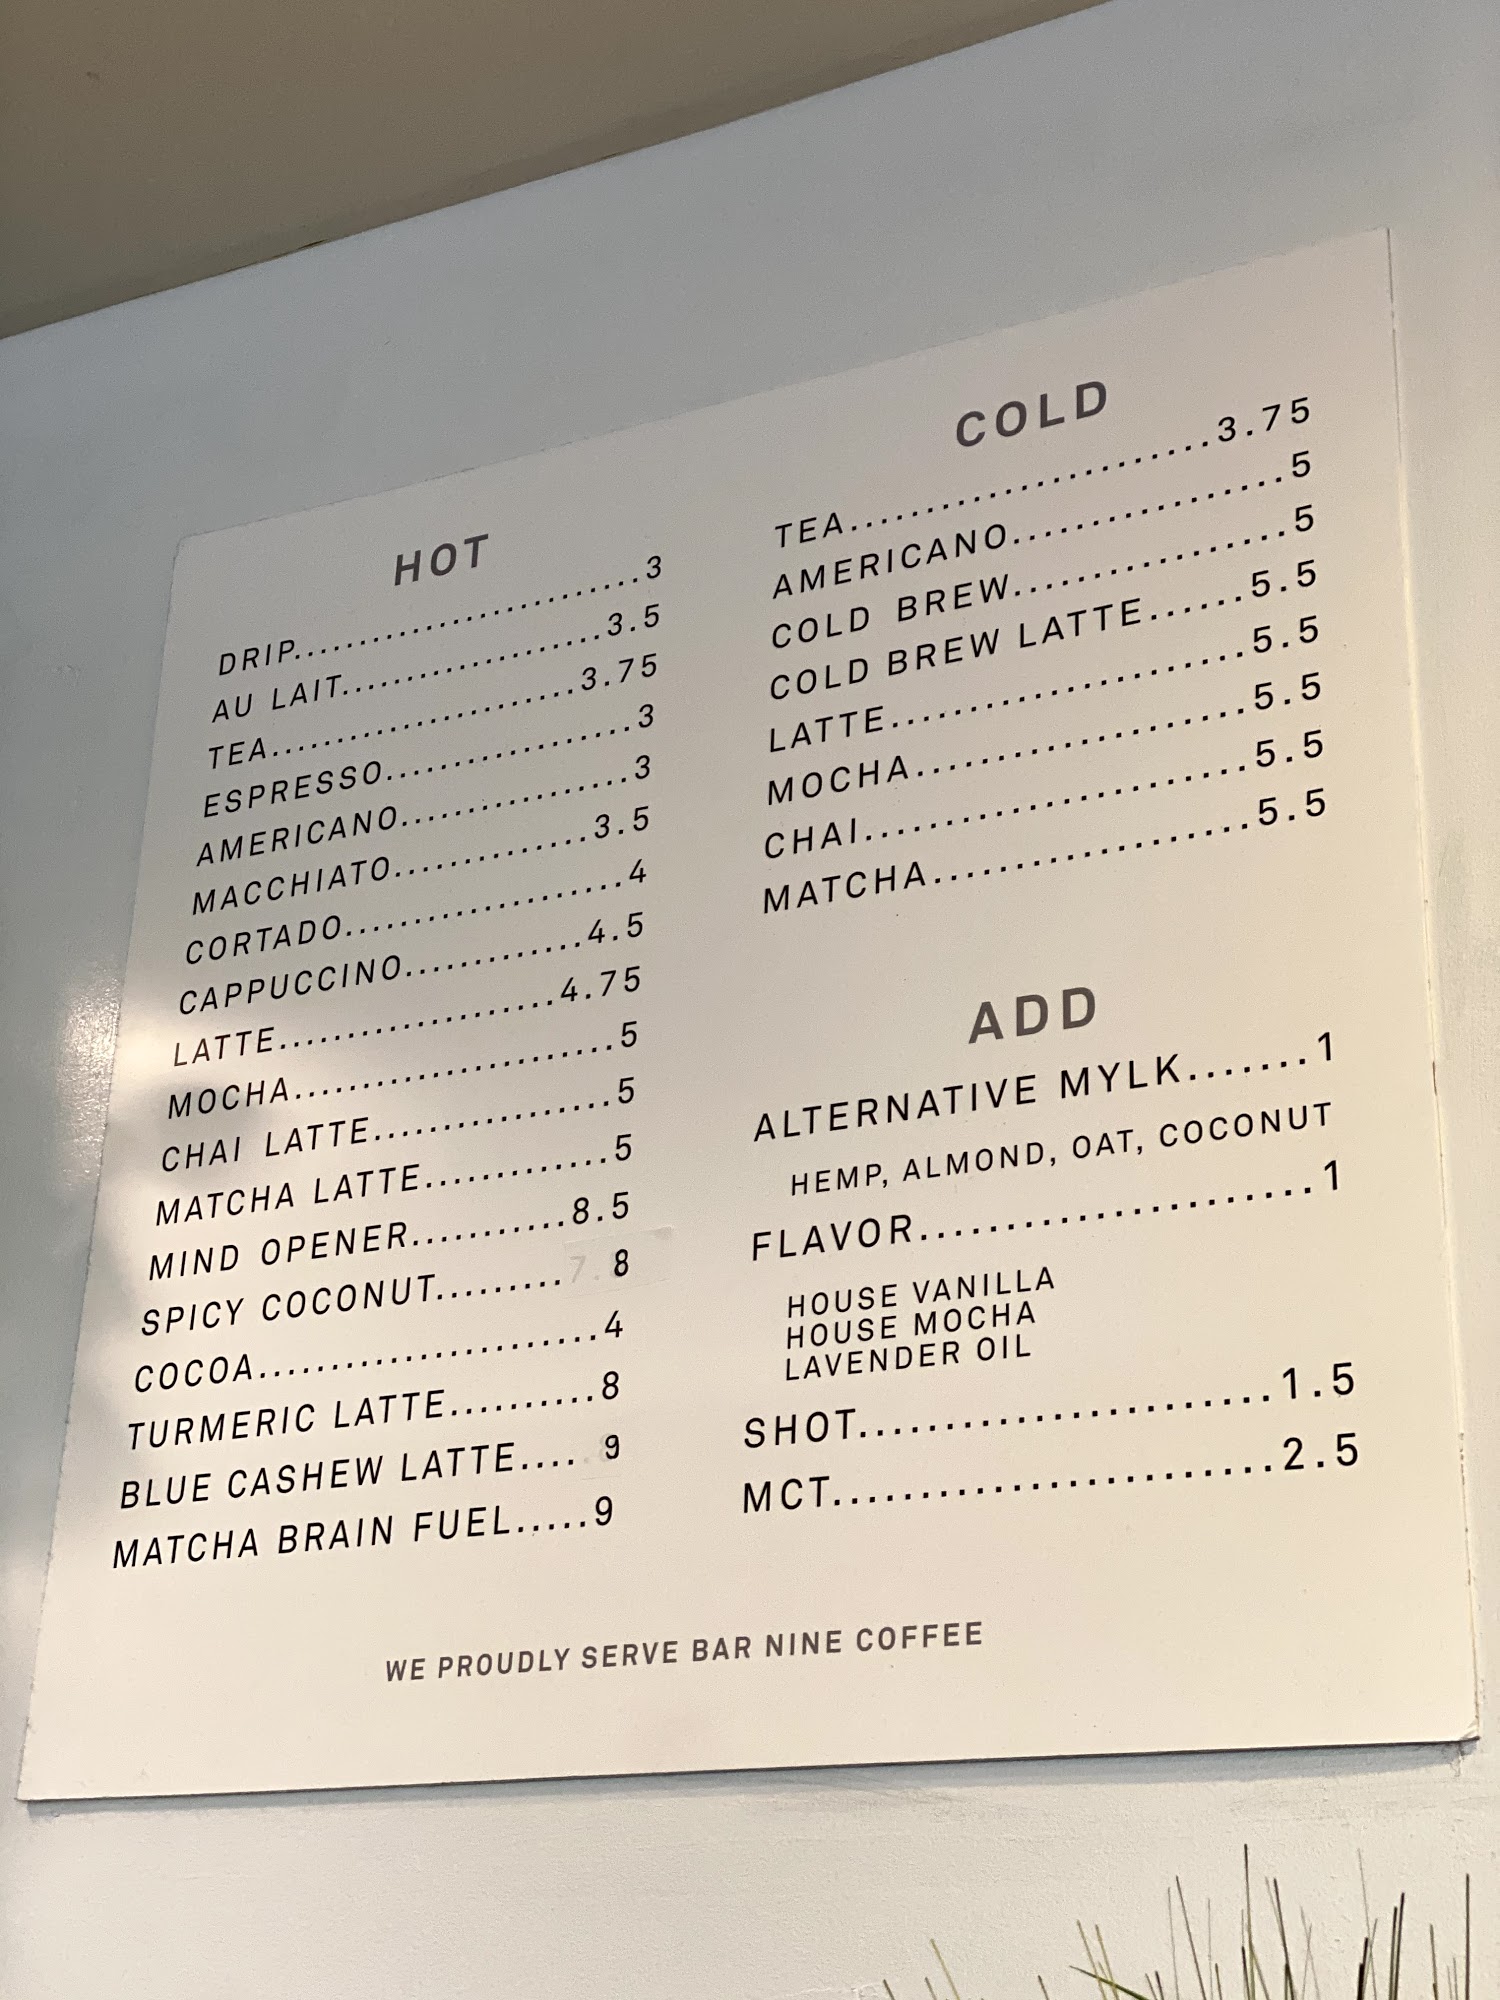 HOT
DRIP..........................3
AU LAIT...................3.5
TEA......................3.75
ESPRESSO..................3
AMERICANO.................3
MACCHIATO..............3.5
CORTADO....................4
CAPPUCCINO.............4.5
LATTE....................4.75
MOCHA.......................5
CHAI LATTE..................5
MATCHA LATTE.............5
MIND OPENER...........8.5
SPICY COCONUT.........7. 8
COCOA.......................4
TURMERIC LATTE..........8
BLUE CASHEW LATTE.... 9
MATCHA BRAIN FUEL.....9
COLD
TEA........................3.75
AMERICANO.................5
COLD BREW.................5
COLD BREW LATTE......5.5
LATTE......................5.5
MOCHA.....................5.5
CHAI.......................5.5
MATCHA...................5.5
ADD
ALTERNATIVE MYLK.......1
HEMP, ALMOND, OAT, COCONUT
FLAVOR......................1
HOUSE VANILLA
HOUSE MOCHA
LAVENDER OIL
SHOT.......................1.5
MCT.........................2.5
WE PROUDLY SERVE BAR NINE COFFEE